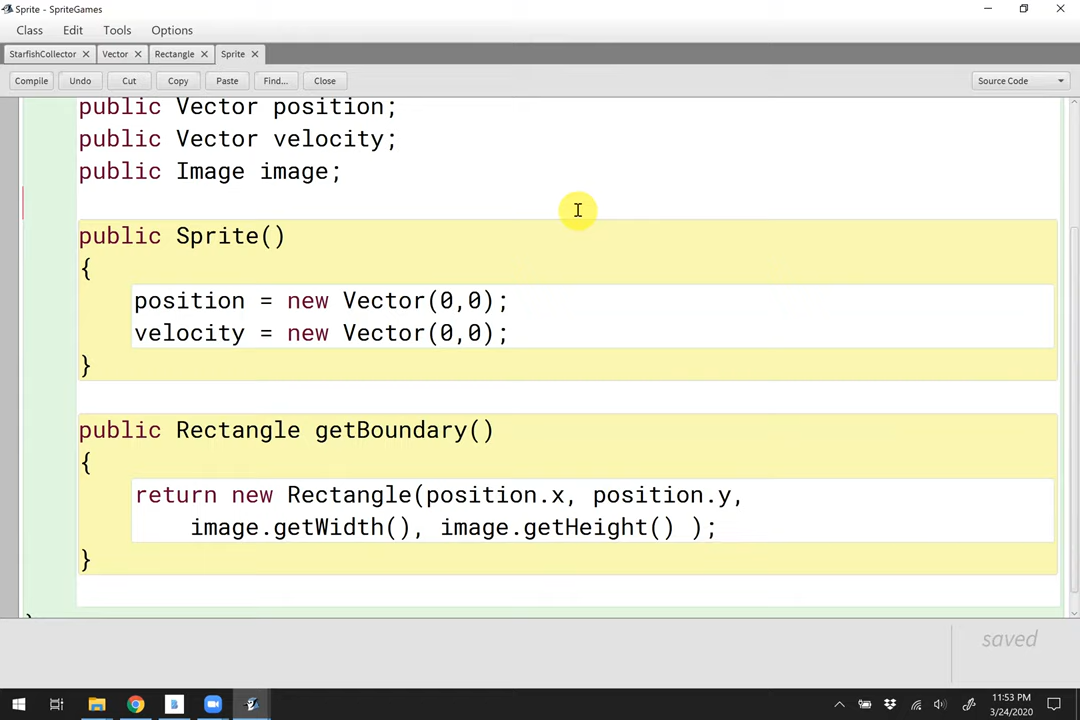 Sprite - SpriteGames
Class Edit Tools Options
StarfishCollector Vector Rectangle Sprite
Compile Undo Cut Copy Paste Find... Close Source Code
public Vector position;
public Vector velocity;
public Image image;
public Sprite()
{
position = new Vector(0,0);
velocity = new Vector(0,0);
}
public Rectangle getBoundary()
{
return new Rectangle(position.x, position.y,
image.getWidth(), image.getHeight() );
}
saved
11:53 PM
3/24/2020